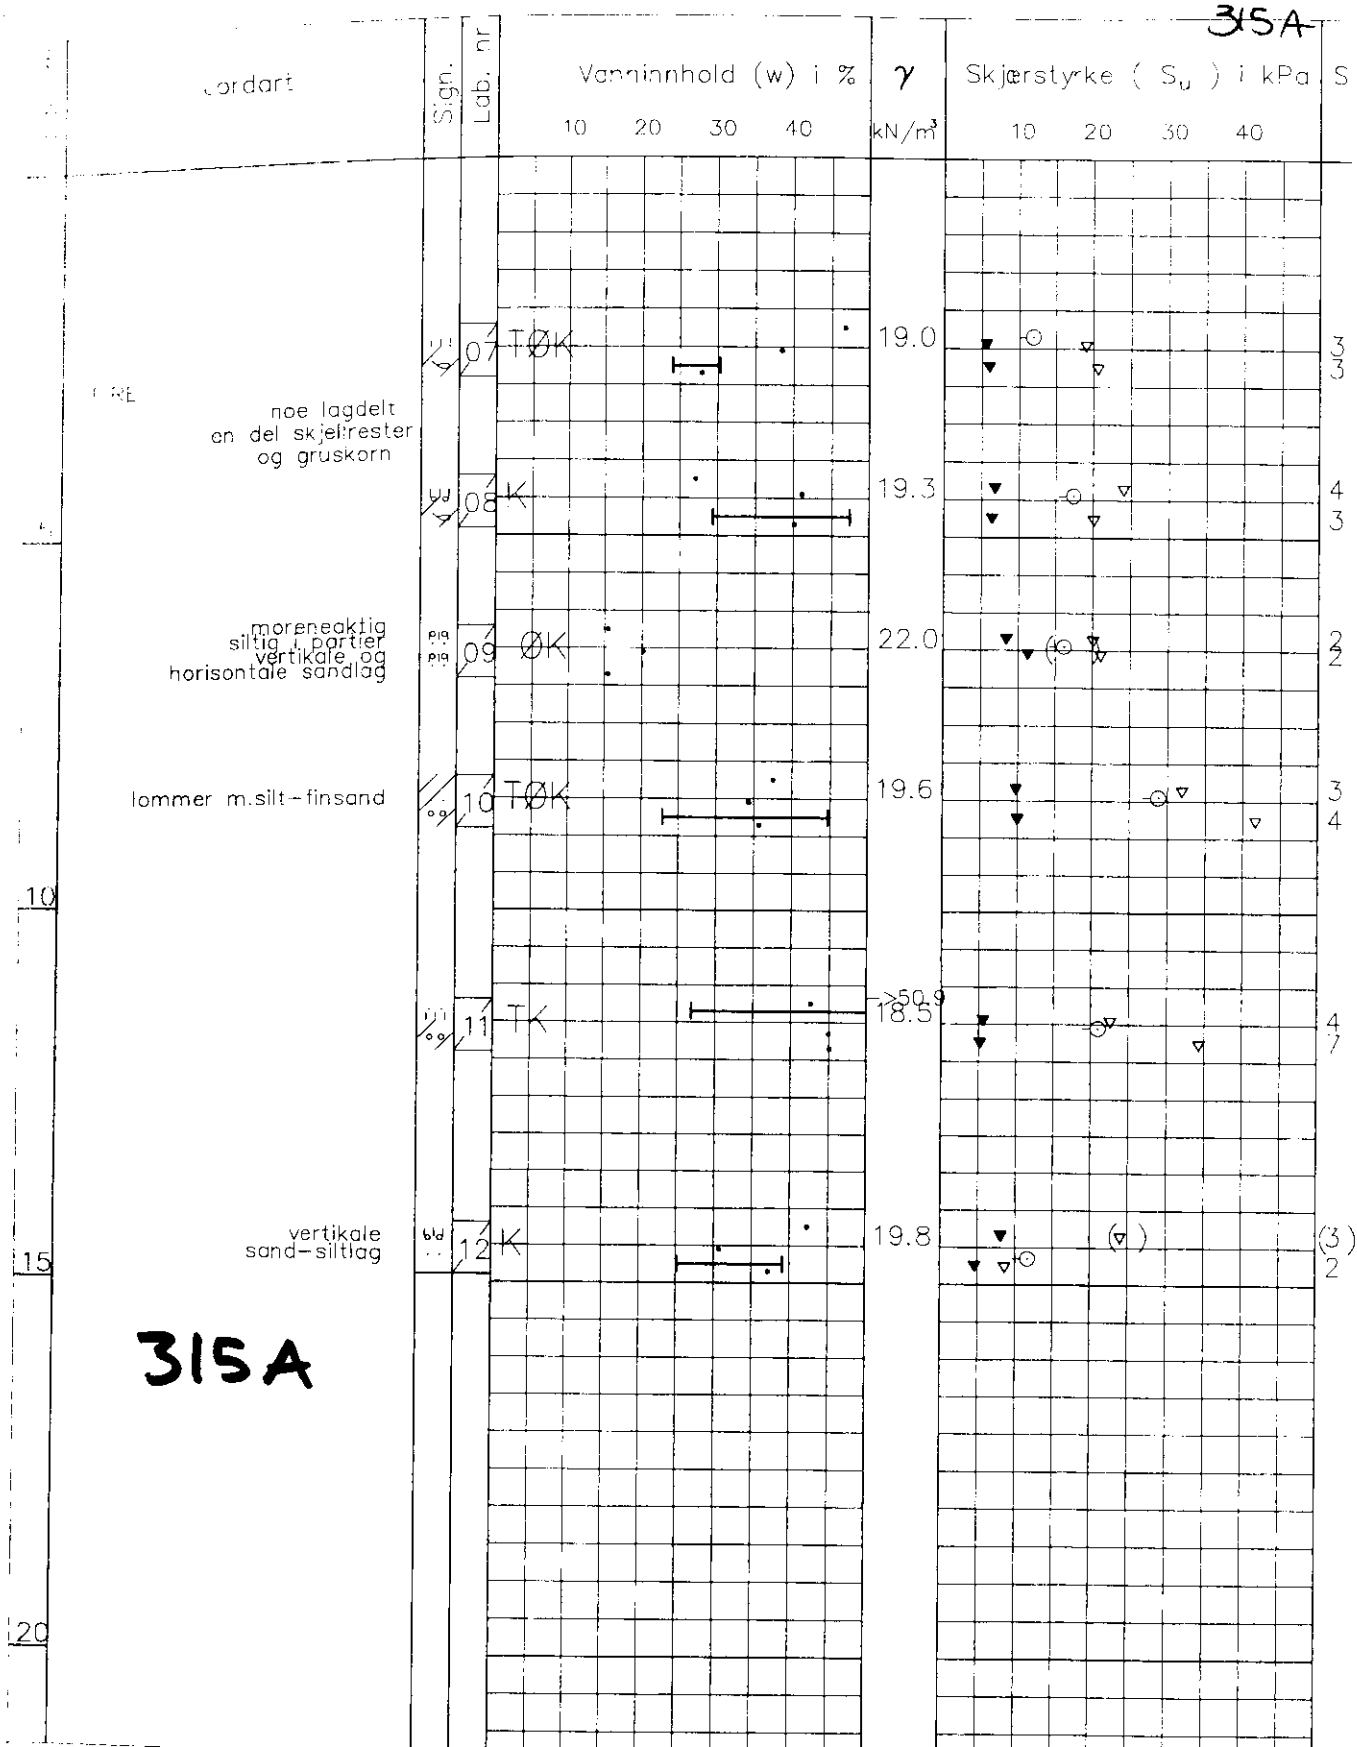 315A
Sign.
Lab. nr
Vanninnhold (w) i %
γ
Skjærstyrke ( Su ) i kPa
S
10 20 30 40
kN/m³
10 20 30 40
07 TØK 19.0
3
3
noe lagdelt
en del skjellrester
og gruskorn
08 K 19.3
4
3
moreneaktig
siltig i partier
vertikale og
horisontale sandlag
09 ØK 22.0
2
2
lommer m.silt-finsand
10 TØK 19.6
3
4
10
->50.9
11 TK 18.5
4
7
vertikale
sand-siltlag
12 K 19.8
(3)
2
15
315A
20